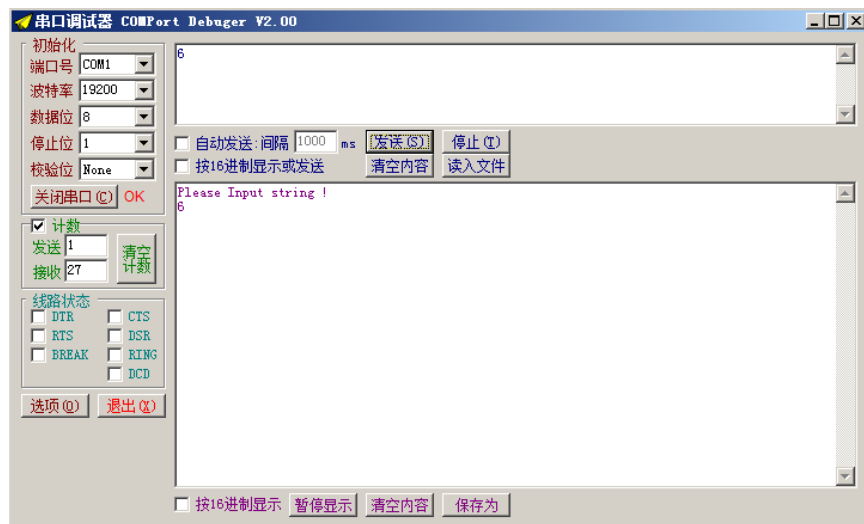 串口调试器 COMPort Debuger V2.00
初始化
端口号 COM1
波特率 19200
数据位 8
停止位 1
校验位 None
关闭串口(C) OK
计数
发送 1
接收 27
清空
计数
线路状态
DTR CTS
RTS DSR
BREAK RING
DCD
选项(O) 退出(X)
6
自动发送:间隔 1000 ms 发送(S) 停止(T)
按16进制显示或发送 清空内容 读入文件
Please Input string !
6
按16进制显示 暂停显示 清空内容 保存为